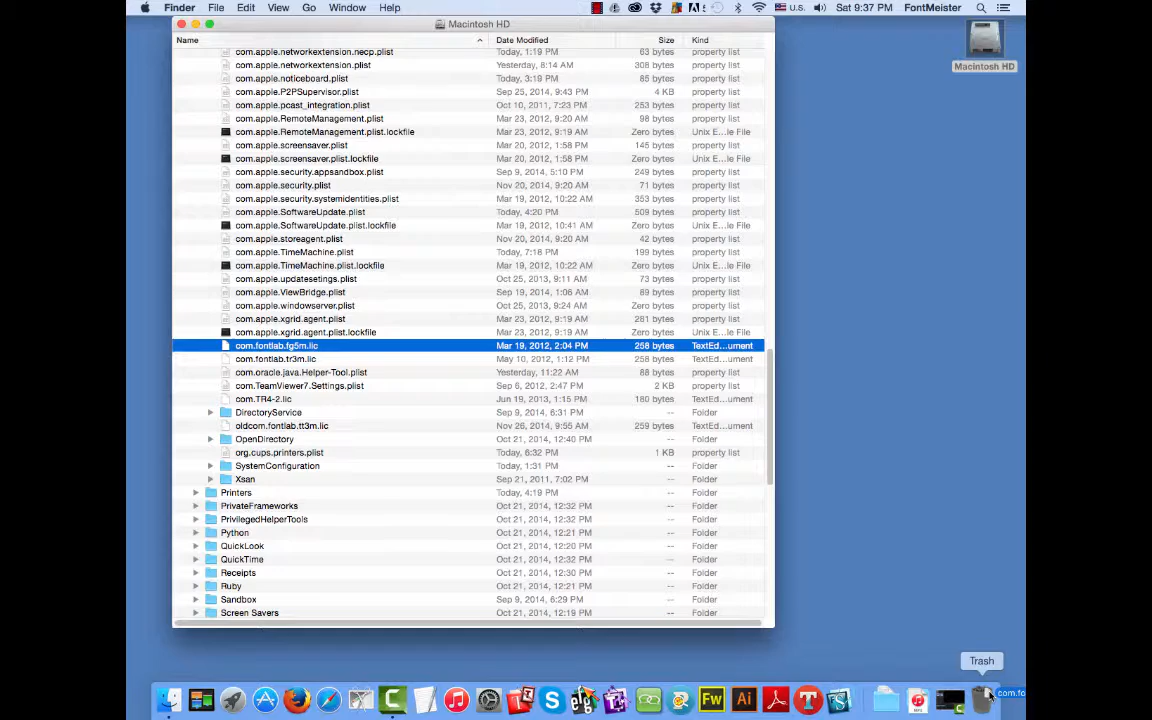 Finder File Edit View Go Window Help U.S. Sat 9:37 PM FontMeister
Macintosh HD
Name Date Modified Size Kind
com.apple.networkextension.necp.plist Today, 1:19 PM 63 bytes property list
com.apple.networkextension.plist Yesterday, 8:14 AM 308 bytes property list
com.apple.noticeboard.plist Today, 3:19 PM 85 bytes property list
com.apple.P2PSupervisor.plist Sep 25, 2014, 9:43 PM 4 KB property list
com.apple.pcast_integration.plist Oct 10, 2011, 7:23 PM 253 bytes property list
com.apple.RemoteManagement.plist Mar 23, 2012, 9:20 AM 98 bytes property list
com.apple.RemoteManagement.plist.lockfile Mar 23, 2012, 9:19 AM Zero bytes Unix E...le File
com.apple.screensaver.plist Mar 20, 2012, 1:58 PM 145 bytes property list
com.apple.screensaver.plist.lockfile Mar 20, 2012, 1:58 PM Zero bytes Unix E...le File
com.apple.security.appsandbox.plist Sep 9, 2014, 5:10 PM 249 bytes property list
com.apple.security.plist Nov 20, 2014, 9:20 AM 71 bytes property list
com.apple.security.systemidentities.plist Mar 19, 2012, 10:22 AM 353 bytes property list
com.apple.SoftwareUpdate.plist Today, 4:20 PM 509 bytes property list
com.apple.SoftwareUpdate.plist.lockfile Mar 19, 2012, 10:41 AM Zero bytes Unix E...le File
com.apple.storeagent.plist Nov 20, 2014, 9:20 AM 42 bytes property list
com.apple.TimeMachine.plist Today, 7:18 PM 199 bytes property list
com.apple.TimeMachine.plist.lockfile Mar 19, 2012, 10:22 AM Zero bytes Unix E...le File
com.apple.updatesetings.plist Oct 25, 2013, 9:11 AM 73 bytes property list
com.apple.ViewBridge.plist Sep 19, 2014, 1:06 AM 89 bytes property list
com.apple.windowserver.plist Oct 25, 2013, 9:24 AM Zero bytes property list
com.apple.xgrid.agent.plist Mar 23, 2012, 9:19 AM 281 bytes property list
com.apple.xgrid.agent.plist.lockfile Mar 23, 2012, 9:19 AM Zero bytes Unix E...le File
com.fontlab.fg5m.lic Mar 19, 2012, 2:04 PM 258 bytes TextEd...ument
com.fontlab.tr3m.lic May 10, 2012, 1:12 PM 258 bytes TextEd...ument
com.oracle.java.Helper-Tool.plist Yesterday, 11:22 AM 88 bytes property list
com.TeamViewer7.Settings.plist Sep 6, 2012, 2:47 PM 2 KB property list
com.TR4-2.lic Jun 19, 2013, 1:15 PM 180 bytes TextEd...ument
DirectoryService Sep 9, 2014, 6:31 PM -- Folder
oldcom.fontlab.tt3m.lic Nov 26, 2014, 9:55 AM 259 bytes TextEd...ument
OpenDirectory Oct 21, 2014, 12:40 PM -- Folder
org.cups.printers.plist Today, 6:32 PM 1 KB property list
SystemConfiguration Today, 1:31 PM -- Folder
Xsan Sep 21, 2011, 7:02 PM -- Folder
Printers Today, 4:19 PM -- Folder
PrivateFrameworks Oct 21, 2014, 12:32 PM -- Folder
PrivilegedHelperTools Oct 21, 2014, 12:32 PM -- Folder
Python Oct 21, 2014, 12:32 PM -- Folder
QuickLook Oct 21, 2014, 12:20 PM -- Folder
QuickTime Oct 21, 2014, 12:32 PM -- Folder
Receipts Oct 21, 2014, 12:30 PM -- Folder
Ruby Oct 21, 2014, 12:21 PM -- Folder
Sandbox Sep 9, 2014, 6:29 PM -- Folder
Screen Savers Oct 21, 2014, 12:19 PM -- Folder
Macintosh HD
Trash
com.fo
Fw Ai